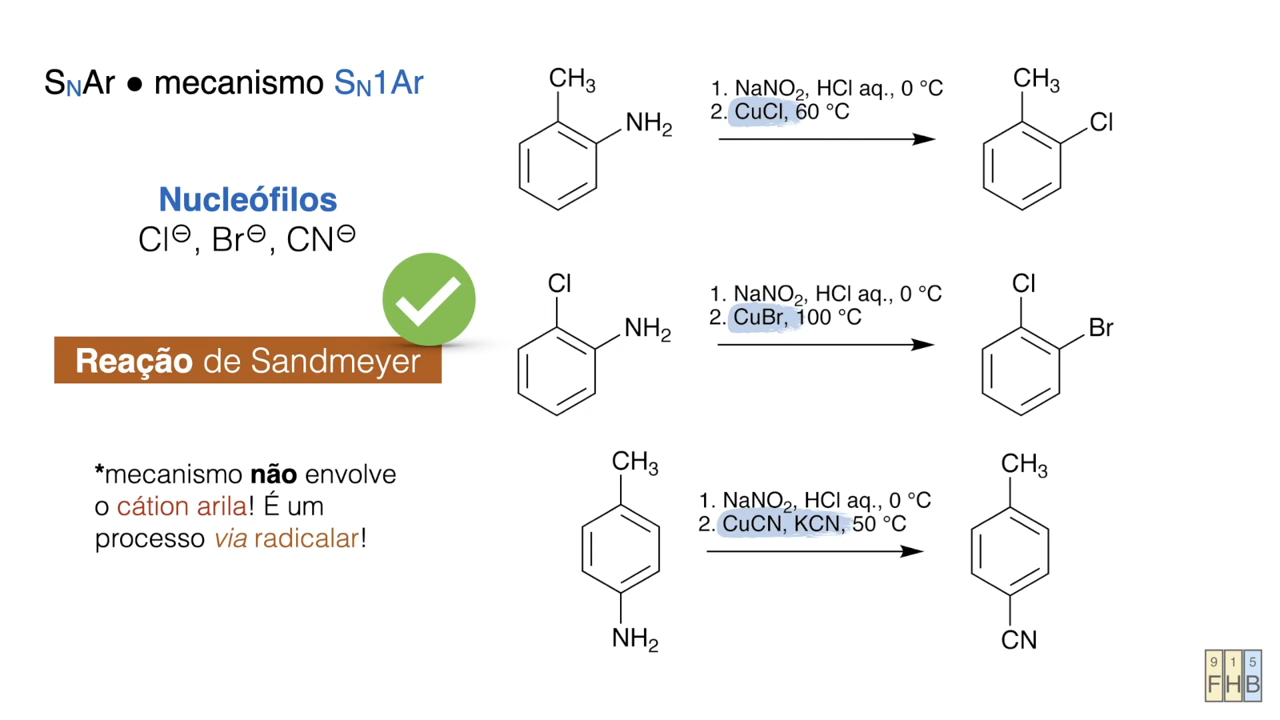 SNAr ● mecanismo SN1Ar
Nucleófilos
Cl⊖, Br⊖, CN⊖
Reação de Sandmeyer
*mecanismo não envolve
o cátion arila! É um
processo via radicalar!
CH₃
NH₂
1. NaNO₂, HCl aq., 0 °C
2. CuCl, 60 °C
CH₃
Cl
Cl
NH₂
1. NaNO₂, HCl aq., 0 °C
2. CuBr, 100 °C
Cl
Br
CH₃
NH₂
1. NaNO₂, HCl aq., 0 °C
2. CuCN, KCN, 50 °C
CH₃
CN
9 1 5
F H B